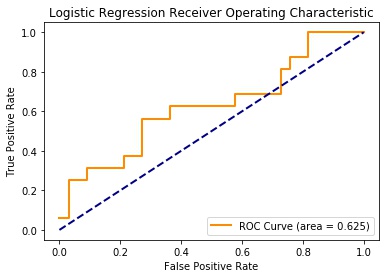 Logistic Regression Receiver Operating Characteristic
True Positive Rate
1.0
0.8
0.6
0.4
0.2
0.0
ROC Curve (area = 0.625)
0.0 0.2 0.4 0.6 0.8 1.0
False Positive Rate